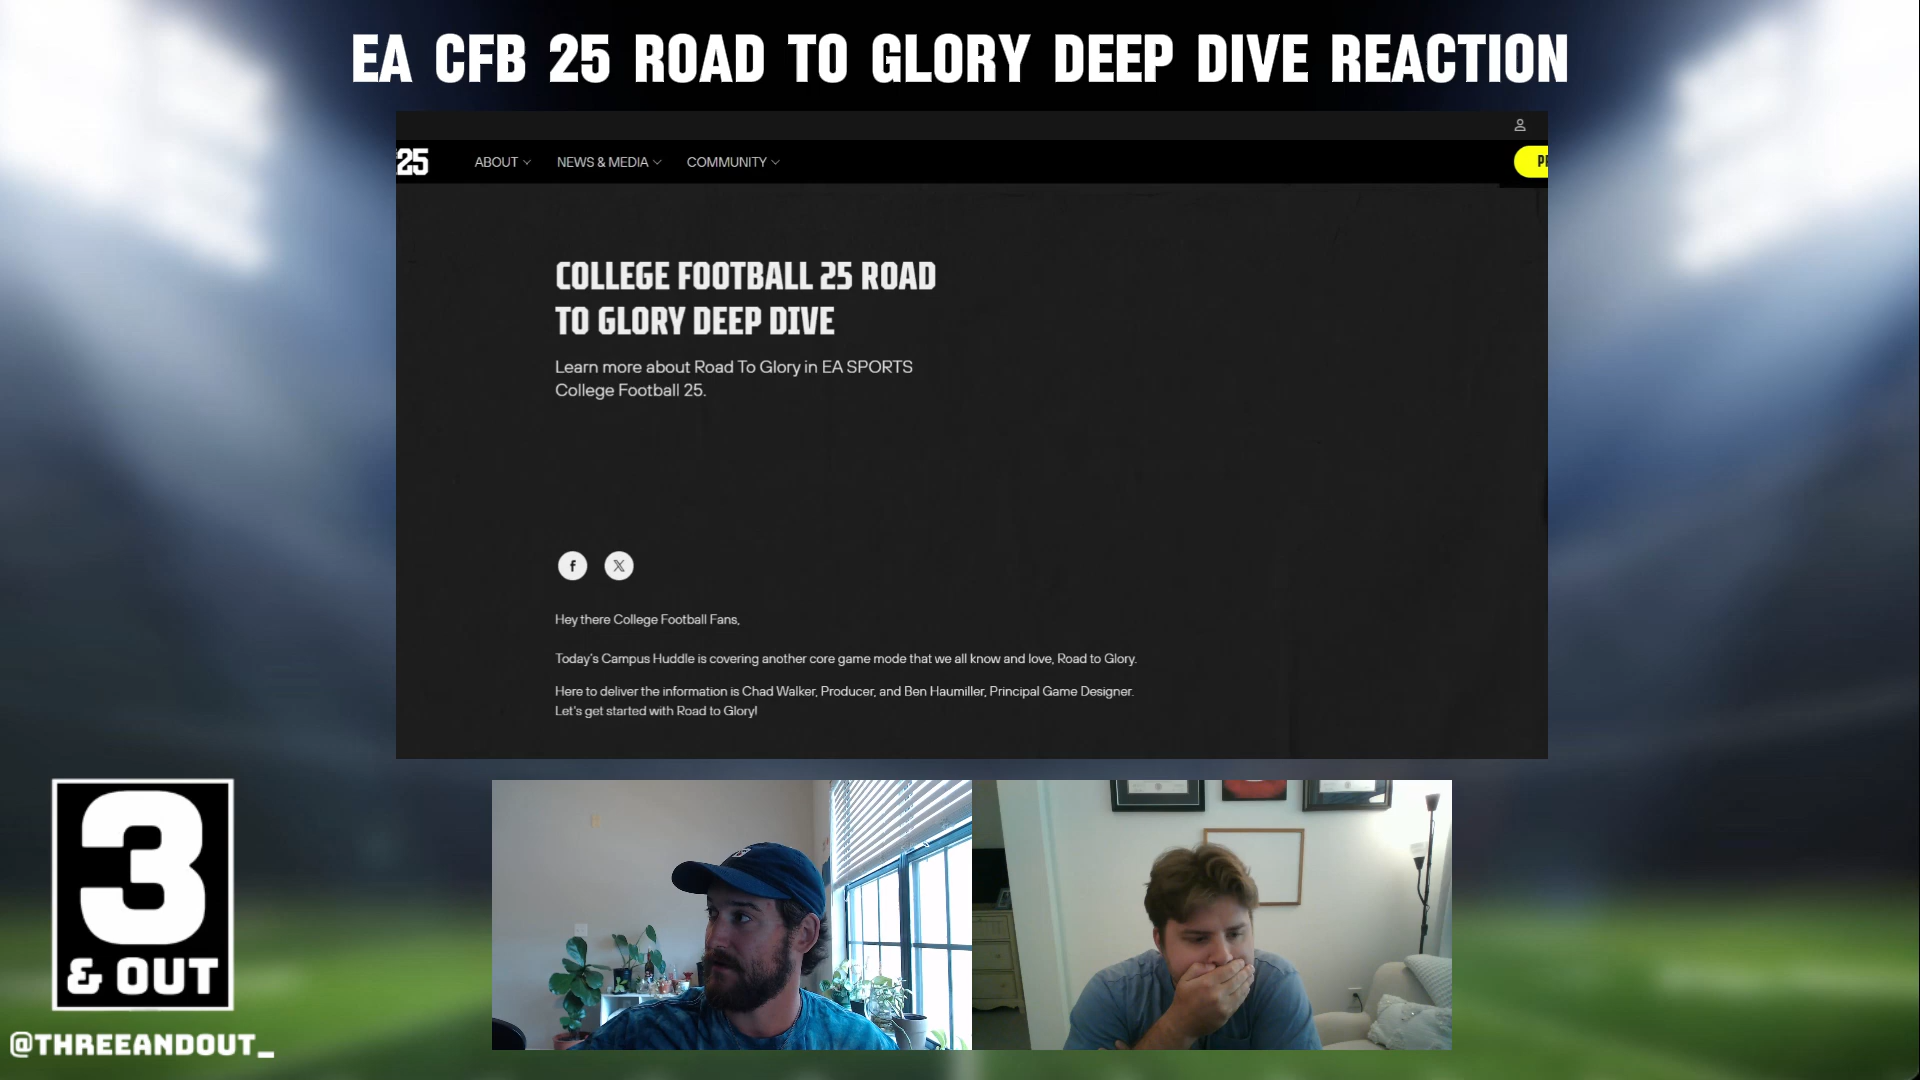 EA CFB 25 ROAD TO GLORY DEEP DIVE REACTION
25 ABOUT NEWS & MEDIA COMMUNITY
COLLEGE FOOTBALL 25 ROAD
TO GLORY DEEP DIVE
Learn more about Road To Glory in EA SPORTS
College Football 25.
f X
Hey there College Football Fans,
Today's Campus Huddle is covering another core game mode that we all know and love, Road to Glory.
Here to deliver the information is Chad Walker, Producer, and Ben Haumiller, Principal Game Designer.
Let's get started with Road to Glory!
3
& OUT
@THREEANDOUT_